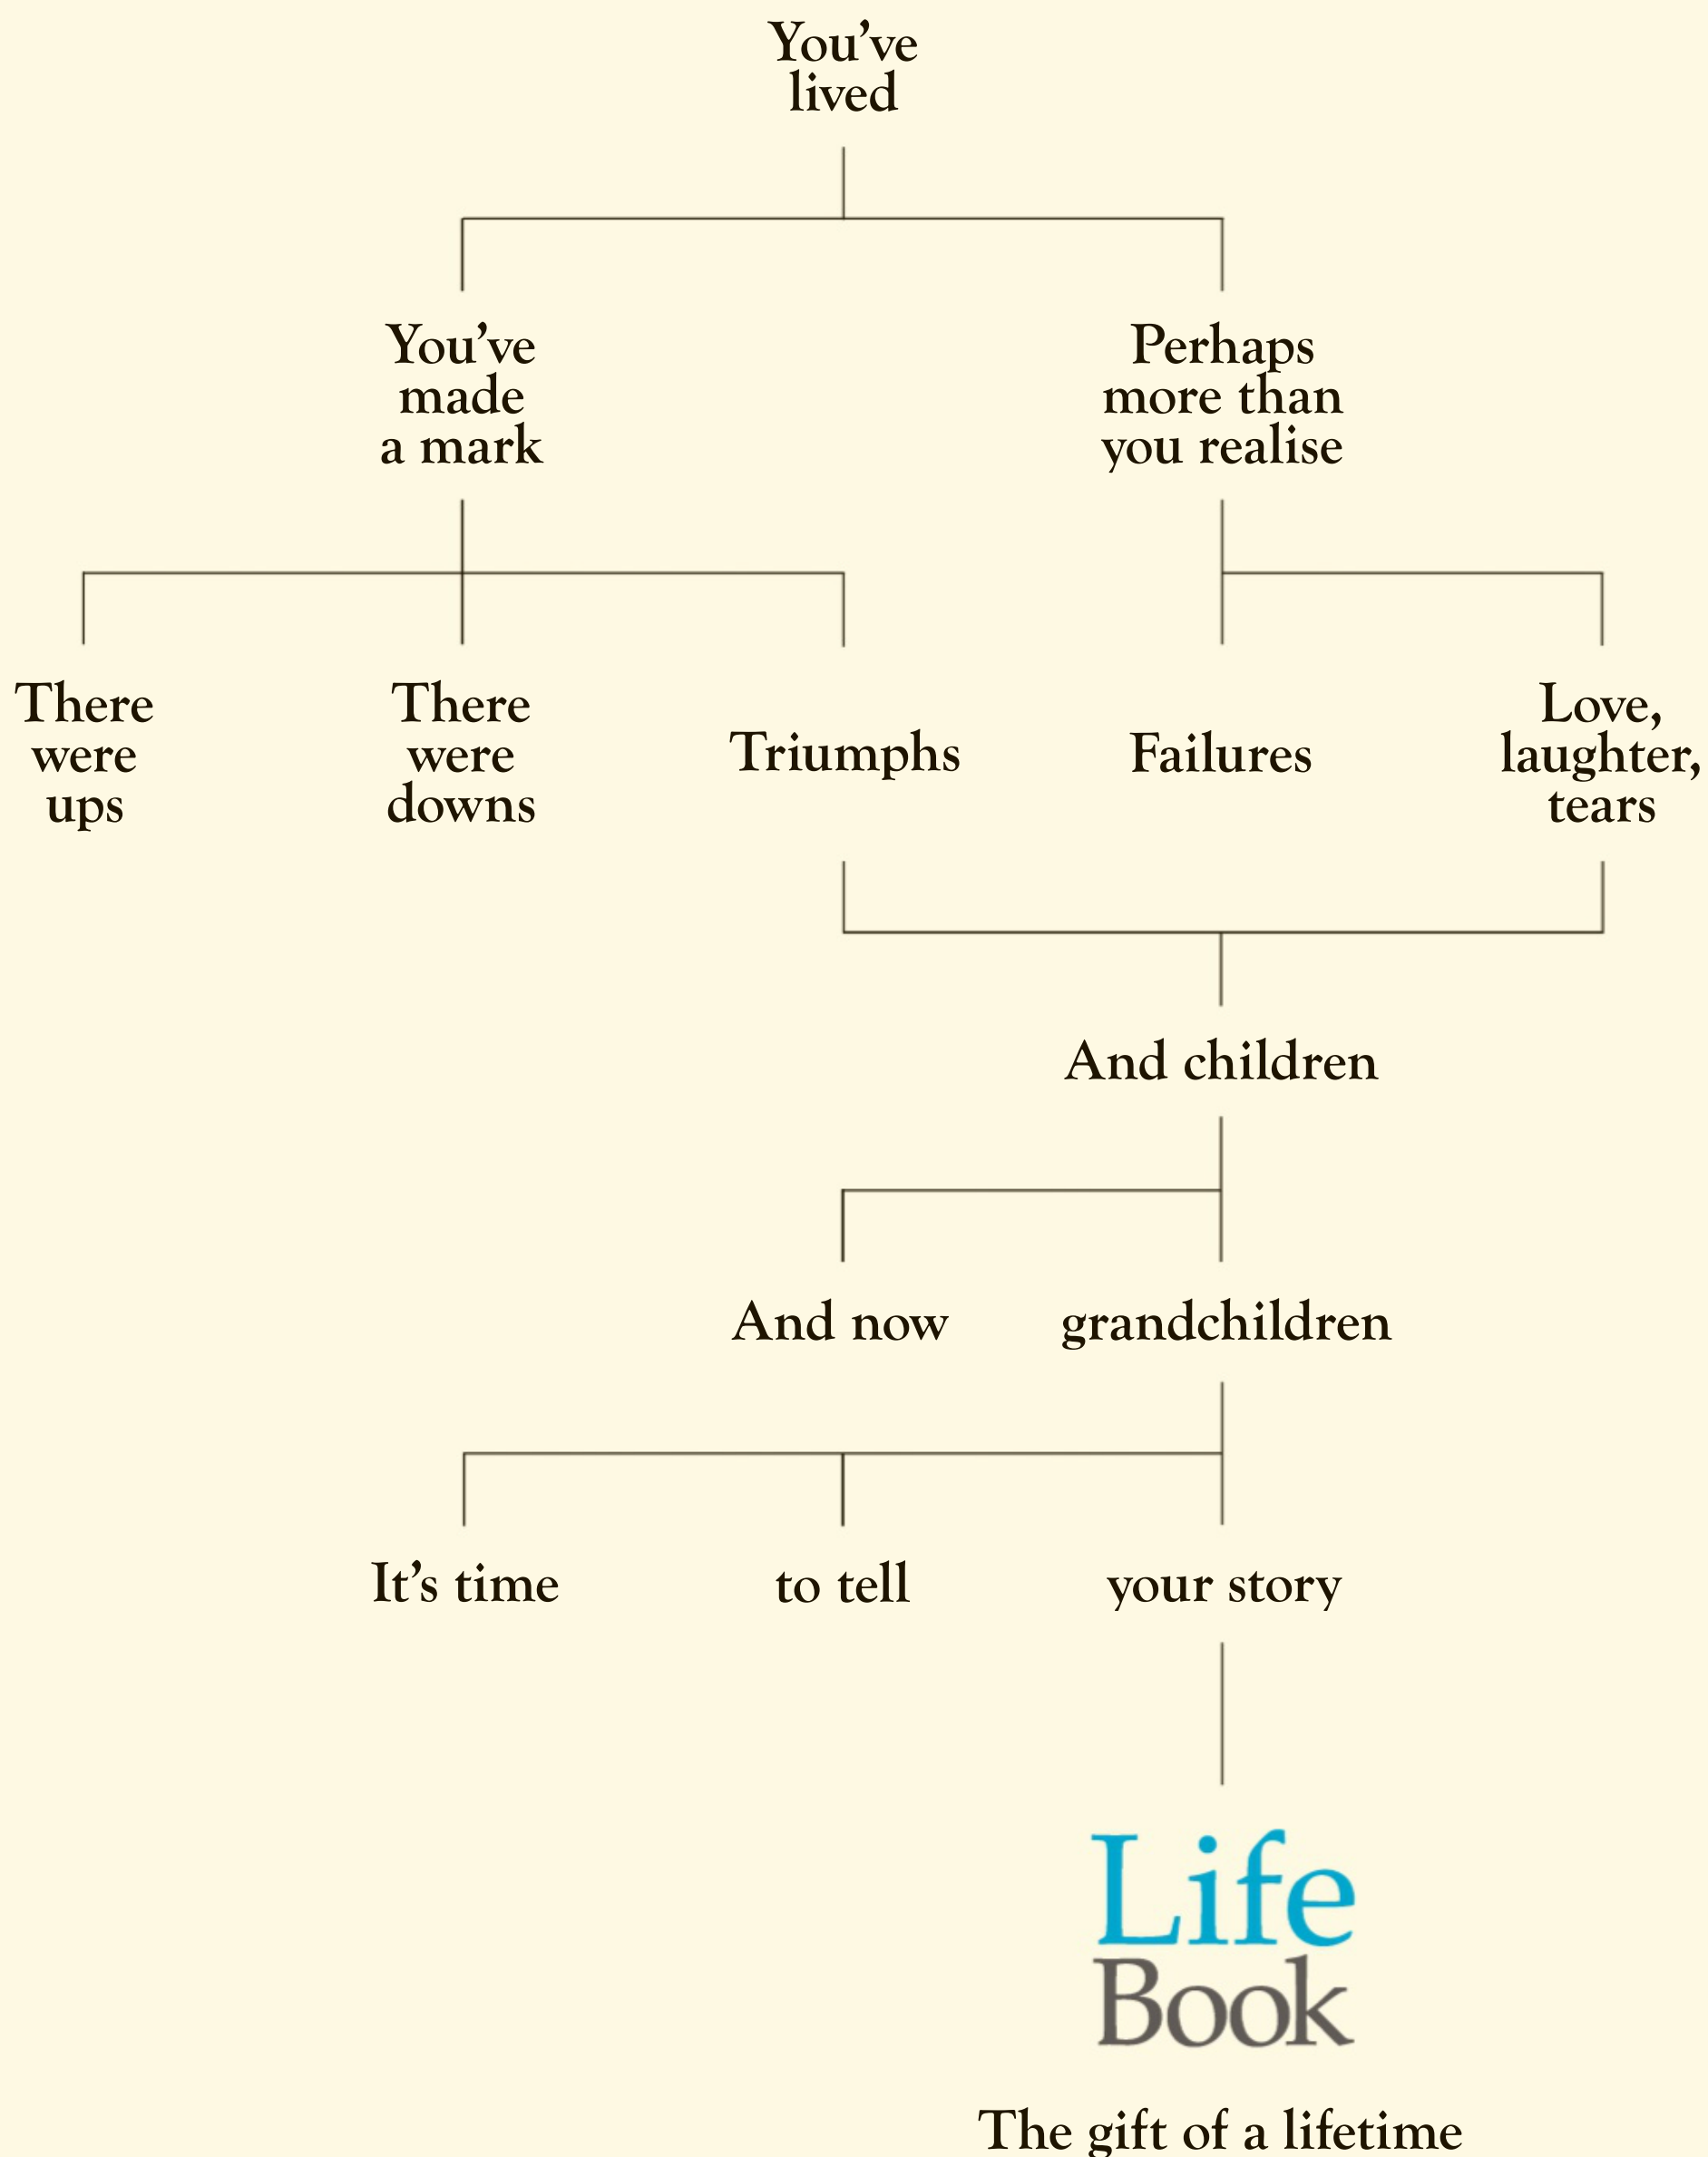 You've
lived
You've
made
a mark
Perhaps
more than
you realise
There
were
ups
There
were
downs
Triumphs
Failures
Love,
laughter,
tears
And children
And now
grandchildren
It's time
to tell
your story
Life
Book
The gift of a lifetime